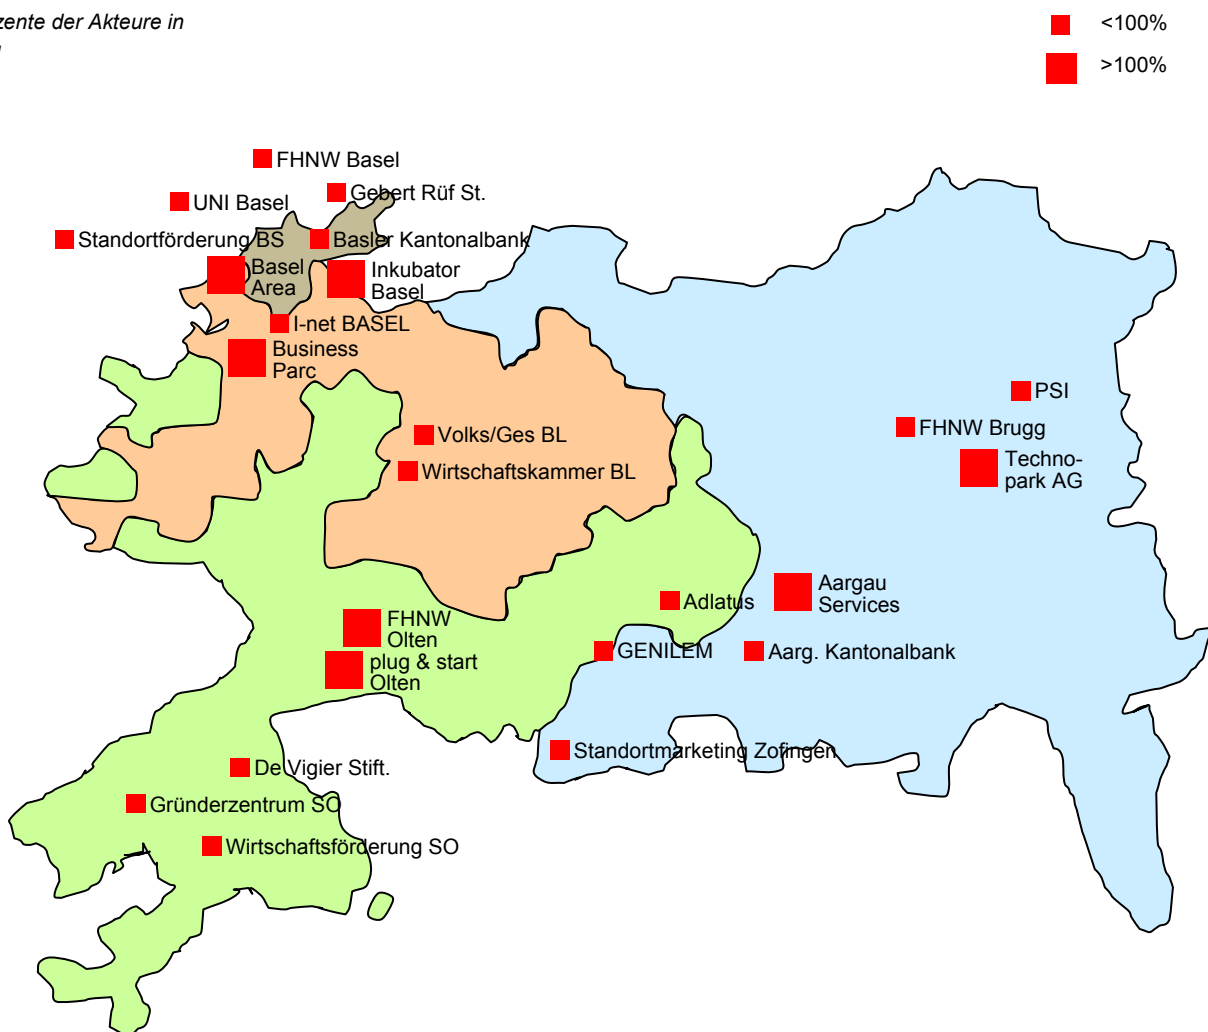 zente der Akteure in
<100%
>100%
FHNW Basel
Gebert Rüf St.
UNI Basel
Standortförderung BS
Basler Kantonalbank
Basel
Area
Inkubator
Basel
I-net BASEL
Business
Parc
PSI
FHNW Brugg
Volks/Ges BL
Techno-
park AG
Wirtschaftskammer BL
Aargau
Services
Adlatus
FHNW
Olten
GENILEM
Aarg. Kantonalbank
plug & start
Olten
Standortmarketing Zofingen
De Vigier Stift.
Gründerzentrum SO
Wirtschaftsförderung SO